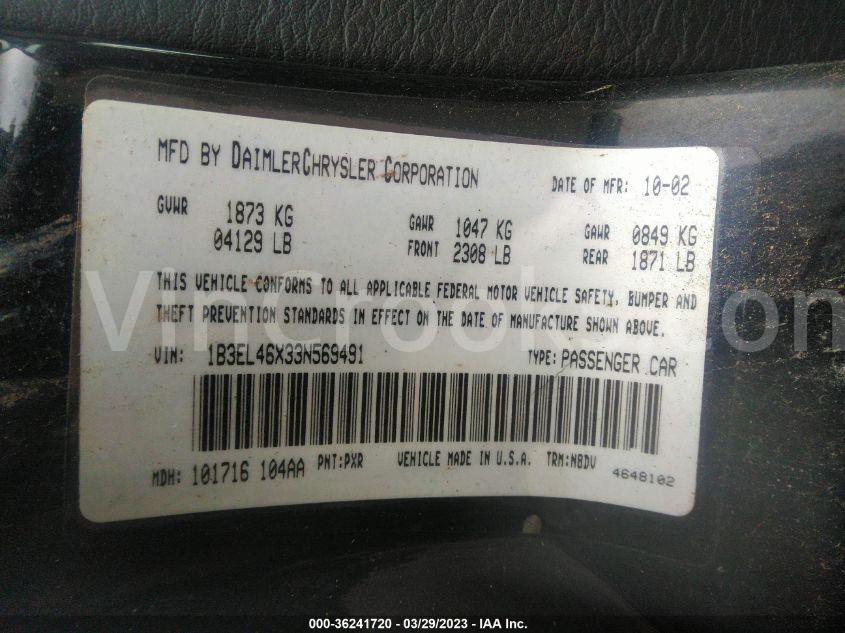 MFD BY DAIMLERCHRYSLER CORPORATION DATE OF MFR: 10-02
GVWR 1873 KG GAWR 1047 KG GAWR 0849 KG
04129 LB FRONT 2308 LB REAR 1871 LB
VinCrooks.com
THIS VEHICLE CONFORMS TO ALL APPLICABLE FEDERAL MOTOR VEHICLE SAFETY, BUMPER AND
THEFT PREVENTION STANDARDS IN EFFECT ON THE DATE OF MANUFACTURE SHOWN ABOVE.
VIN: 1B3EL46X33N569491 TYPE: PASSENGER CAR
MDH: 101716 104AA PNT:PXR VEHICLE MADE IN U.S.A. TRM:N8DV 4648102
000-36241720 — 03/29/2023 — IAA Inc.